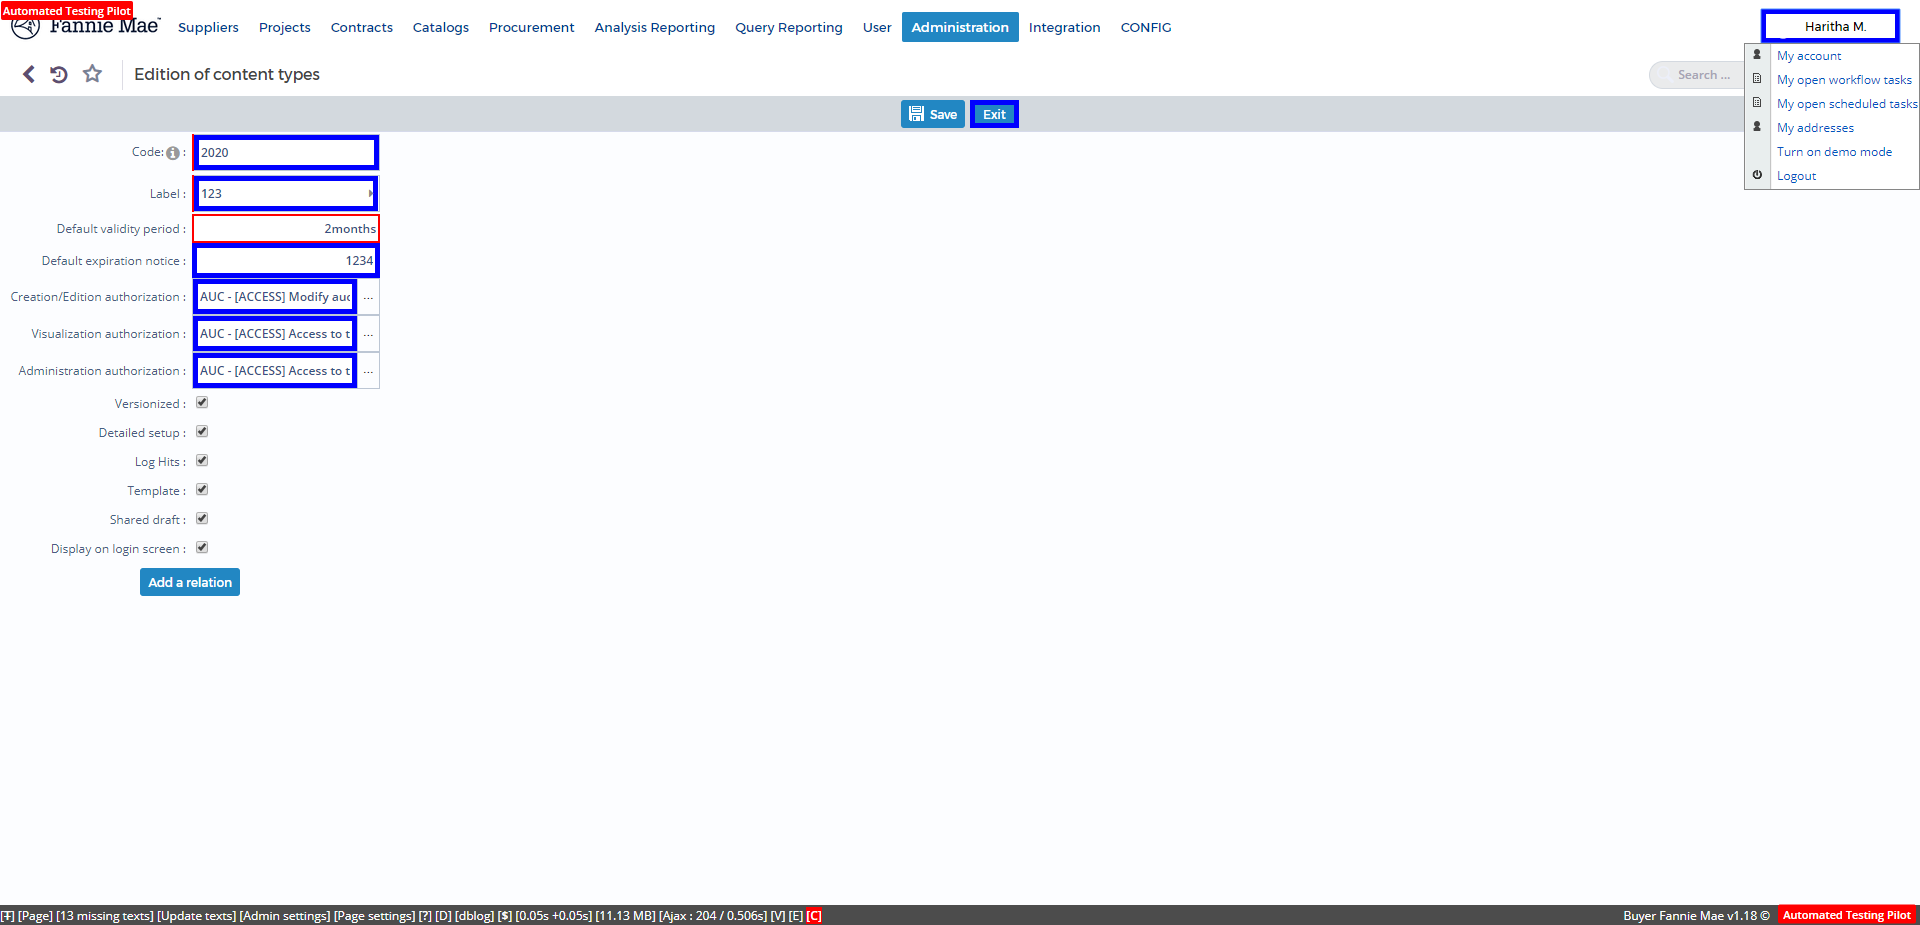 Automated Testing Pilot
Fannie Mae™
Suppliers Projects Contracts Catalogs Procurement Analysis Reporting Query Reporting User Administration Integration CONFIG
Haritha M.
My account
My open workflow tasks
My open scheduled tasks
My addresses
Turn on demo mode
Logout
Edition of content types
Search ...
Save Exit
Code: i : 2020
Label : 123
Default validity period : 2months
Default expiration notice : 1234
Creation/Edition authorization : AUC - [ACCESS] Modify auc ...
Visualization authorization : AUC - [ACCESS] Access to t ...
Administration authorization : AUC - [ACCESS] Access to t ...
Versionized :
Detailed setup :
Log Hits :
Template :
Shared draft :
Display on login screen :
Add a relation
[T] [Page] [13 missing texts] [Update texts] [Admin settings] [Page settings] [?] [D] [dblog] [$] [0.05s +0.05s] [11.13 MB] [Ajax : 204 / 0.506s] [V] [E] [C]
Buyer Fannie Mae v1.18 © Automated Testing Pilot